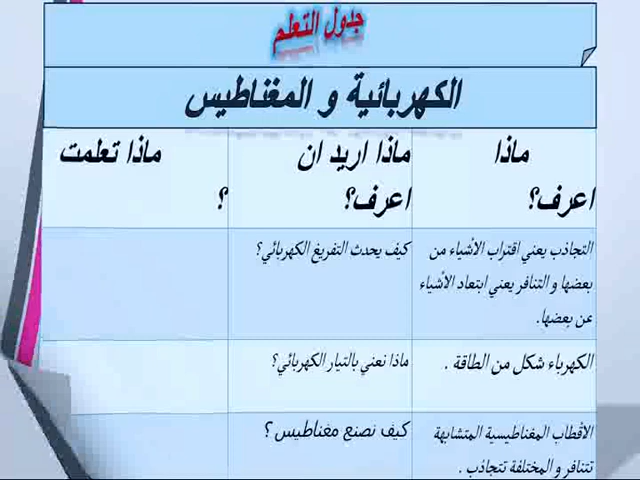 جدول التعلم
الكهربائية و المغناطيس
ماذا
اعرف؟
ماذا اريد ان
اعرف؟
ماذا تعلمت
؟
التجاذب يعني اقتراب الأشياء من
بعضها و التنافر يعني ابتعاد الأشياء
عن بعضها.
كيف يحدث التفريغ الكهربائي؟
الكهرباء شكل من الطاقة .
ماذا نعني بالتيار الكهربائي؟
الاقطاب المغناطيسية المتشابهة
تتنافر و المختلفة تتجاذب .
كيف نصنع مغناطيس ؟